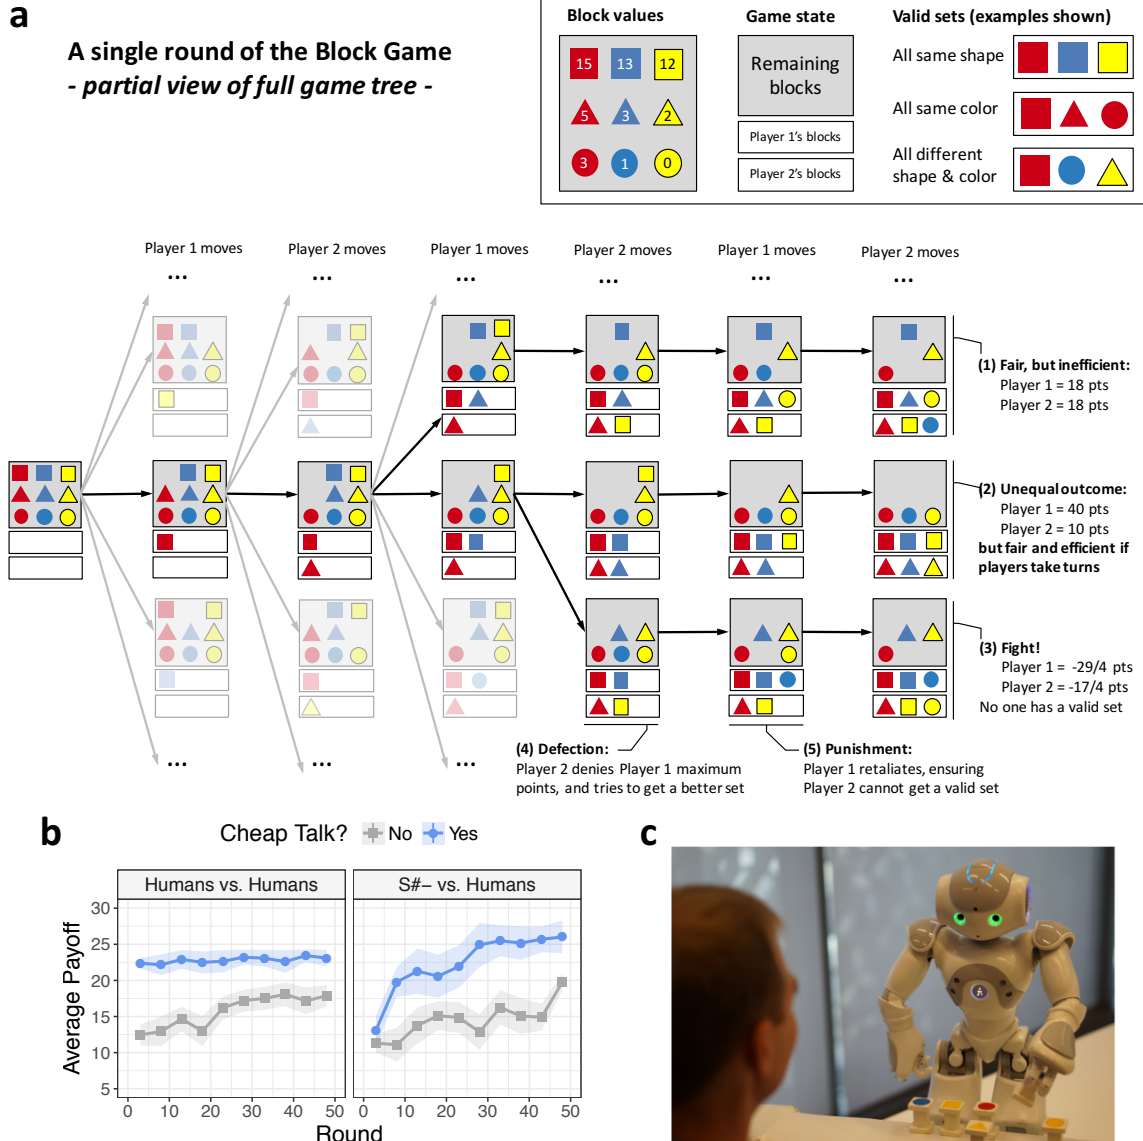 a
A single round of the Block Game
- partial view of full game tree -
Block values
Game state
Valid sets (examples shown)
15 13 12
5 3 2
3 1 0
Remaining
blocks
Player 1's blocks
Player 2's blocks
All same shape
All same color
All different
shape & color
Player 1 moves
Player 2 moves
Player 1 moves
Player 2 moves
Player 1 moves
Player 2 moves
...
...
...
...
...
...
(1) Fair, but inefficient:
Player 1 = 18 pts
Player 2 = 18 pts
(2) Unequal outcome:
Player 1 = 40 pts
Player 2 = 10 pts
but fair and efficient if
players take turns
(3) Fight!
Player 1 = -29/4 pts
Player 2 = -17/4 pts
No one has a valid set
...
...
...
(4) Defection:
Player 2 denies Player 1 maximum
points, and tries to get a better set
(5) Punishment:
Player 1 retaliates, ensuring
Player 2 cannot get a valid set
b
Cheap Talk? No Yes
Humans vs. Humans
S#- vs. Humans
Average Payoff
30
25
20
15
10
5
0 10 20 30 40 50
0 10 20 30 40 50
Round
c